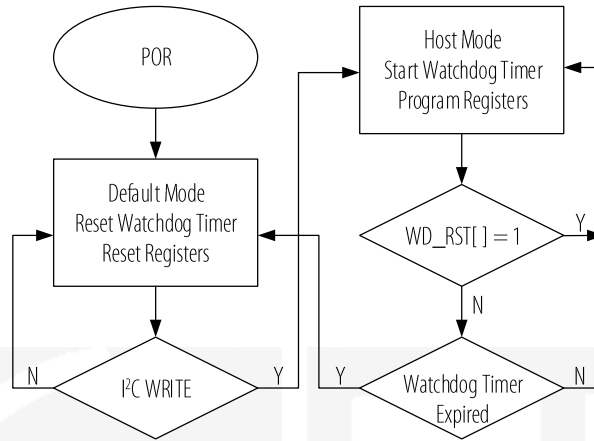 POR
Default Mode
Reset Watchdog Timer
Reset Registers
I²C WRITE
N
Y
Host Mode
Start Watchdog Timer
Program Registers
WD_RST[ ] = 1
Y
N
Watchdog Timer
Expired
Y
N